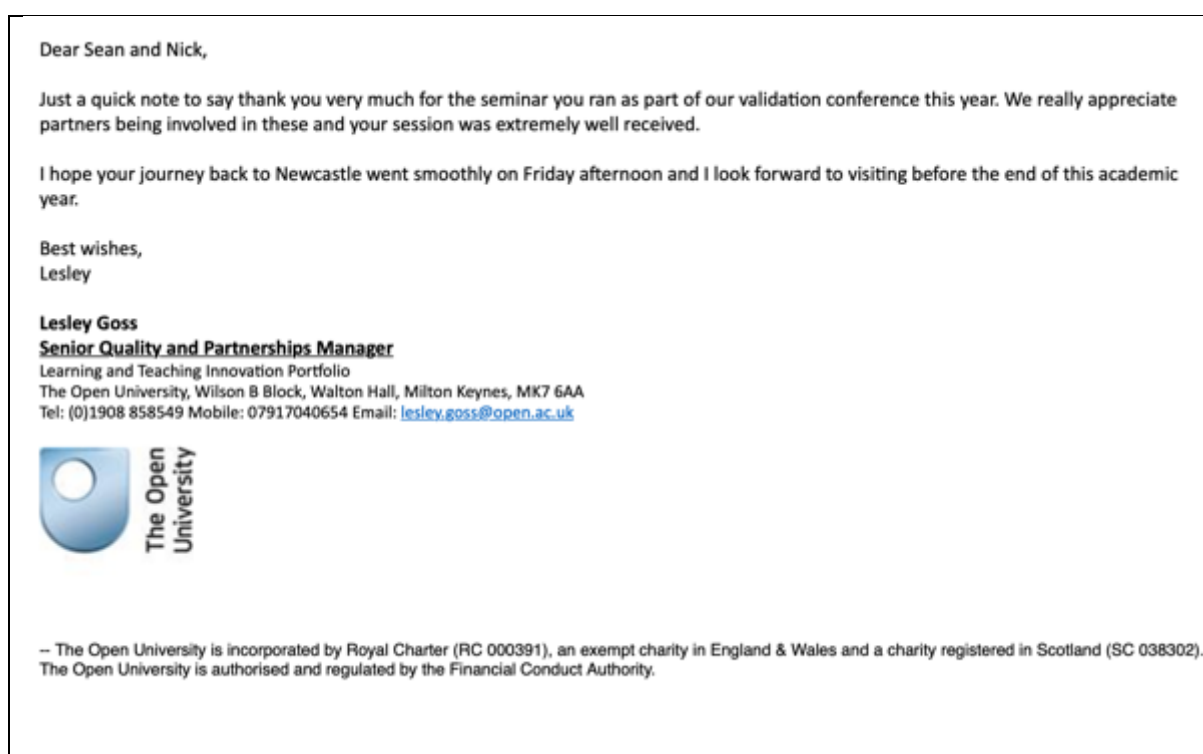 Dear Sean and Nick,
Just a quick note to say thank you very much for the seminar you ran as part of our validation conference this year. We really appreciate
partners being involved in these and your session was extremely well received.
I hope your journey back to Newcastle went smoothly on Friday afternoon and I look forward to visiting before the end of this academic
year.
Best wishes,
Lesley
Lesley Goss
Senior Quality and Partnerships Manager
Learning and Teaching Innovation Portfolio
The Open University, Wilson B Block, Walton Hall, Milton Keynes, MK7 6AA
Tel: (0)1908 858549 Mobile: 07917040654 Email: lesley.goss@open.ac.uk
The Open
University
-- The Open University is incorporated by Royal Charter (RC 000391), an exempt charity in England & Wales and a charity registered in Scotland (SC 038302).
The Open University is authorised and regulated by the Financial Conduct Authority.